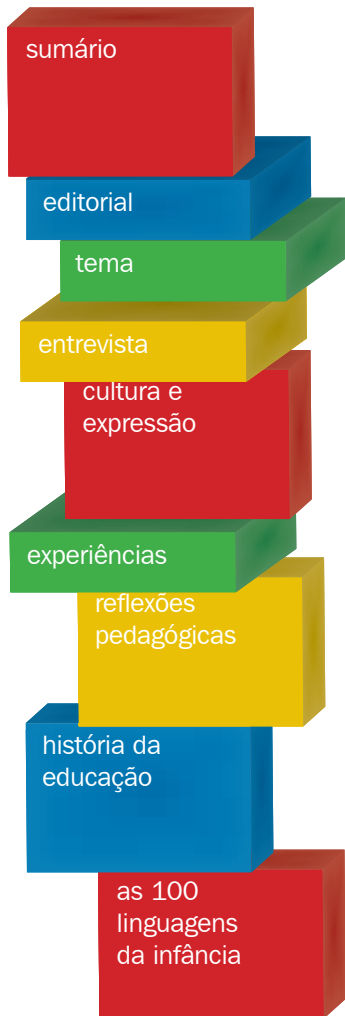 sumário
editorial
tema
entrevista
cultura e
expressão
experiências
reflexões
pedagógicas
história da
educação
as 100
linguagens
da infância